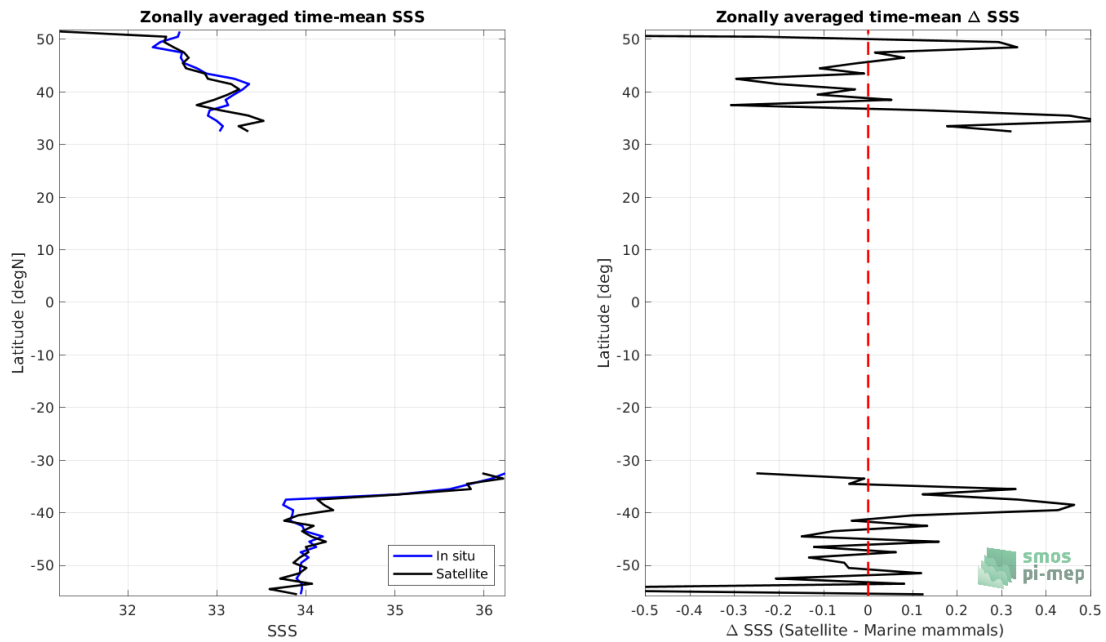 Zonally averaged time-mean SSS
50
40
30
20
10
0
-10
-20
-30
-40
-50
Latitude [degN]
32
33
34
35
36
SSS
In situ
Satellite
Zonally averaged time-mean Δ SSS
50
40
30
20
10
0
-10
-20
-30
-40
-50
Latitude [deg]
-0.5 -0.4 -0.3 -0.2 -0.1 0 0.1 0.2 0.3 0.4 0.5
Δ SSS (Satellite - Marine mammals)
smos
pi-mep